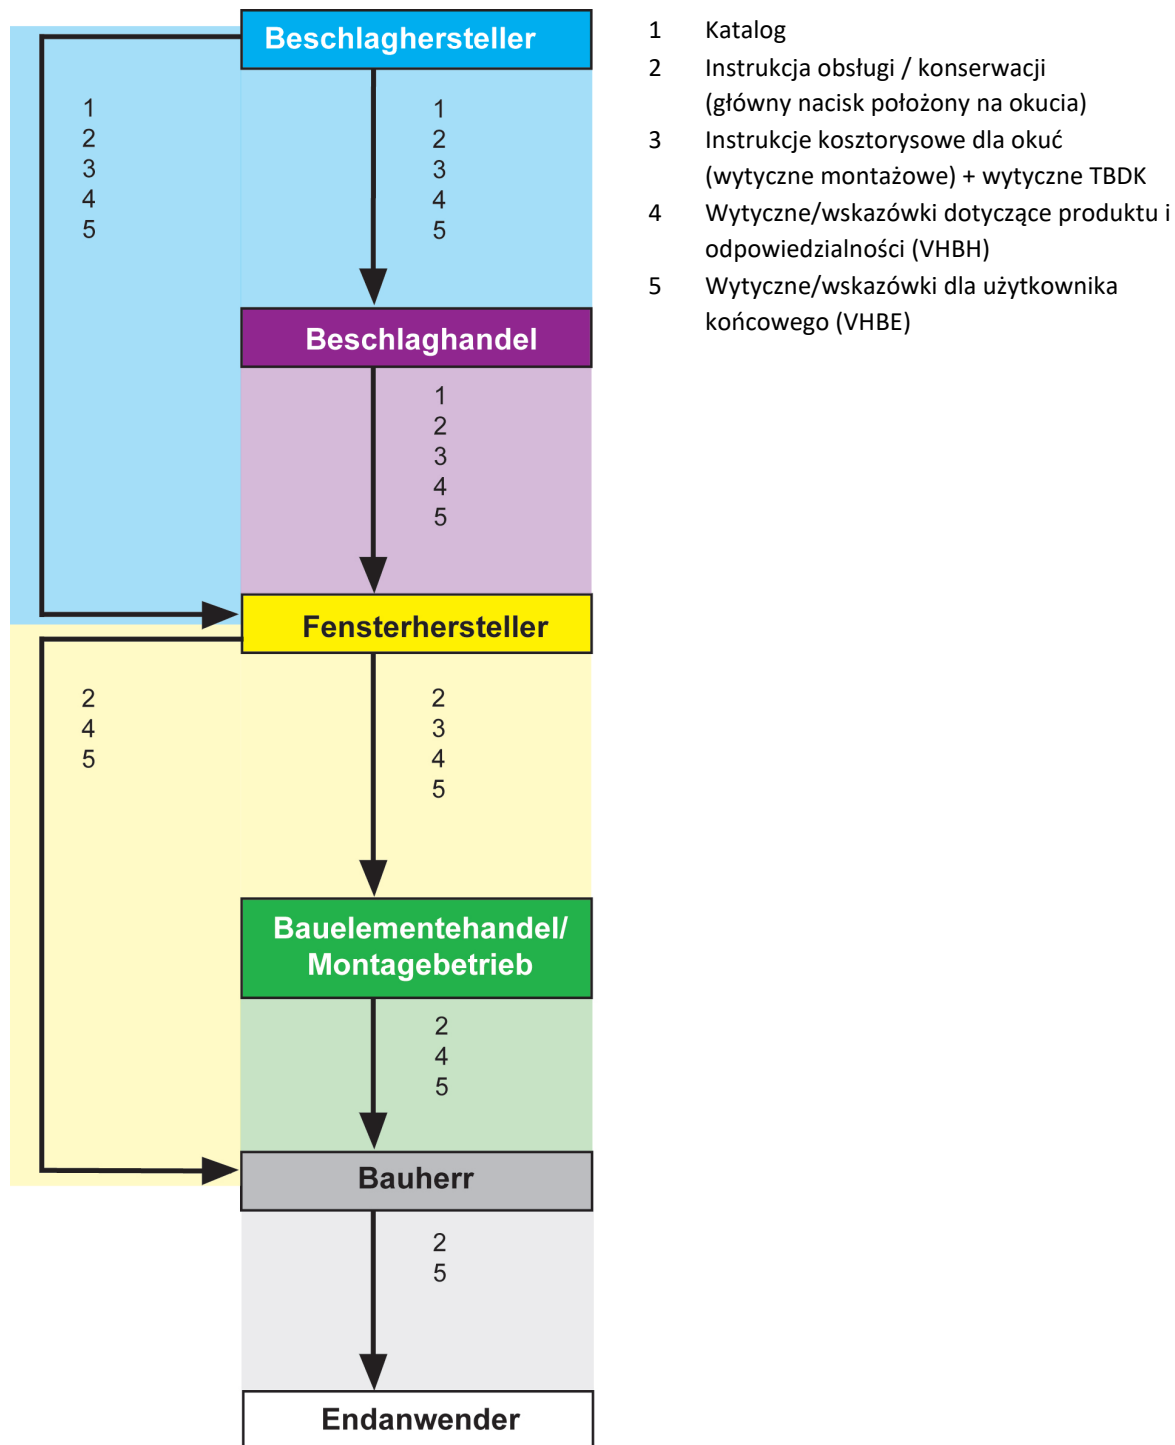 Beschlaghersteller
1
2
3
4
5
1
2
3
4
5
Beschlaghandel
1
2
3
4
5
Fensterhersteller
2
4
5
2
3
4
5
Bauelementehandel/
Montagebetrieb
2
4
5
Bauherr
2
5
Endanwender
1 Katalog
2 Instrukcja obsługi / konserwacji
(główny nacisk położony na okucia)
3 Instrukcje kosztorysowe dla okuć
(wytyczne montażowe) + wytyczne TBDK
4 Wytyczne/wskazówki dotyczące produktu i
odpowiedzialności (VHBH)
5 Wytyczne/wskazówki dla użytkownika
końcowego (VHBE)